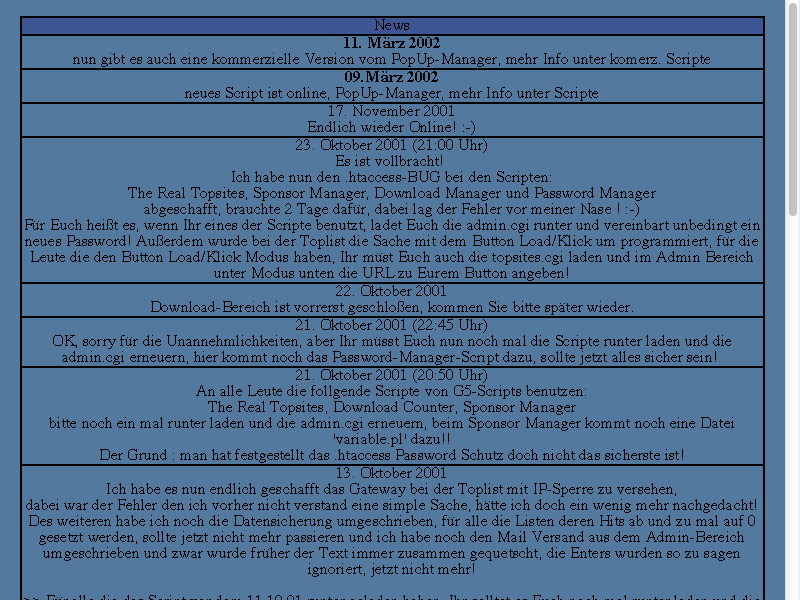 News
11. März 2002
nun gibt es auch eine kommerzielle Version vom PopUp-Manager, mehr Info unter komerz. Scripte
09.März 2002
neues Script ist online, PopUp-Manager, mehr Info unter Scripte
17. November 2001
Endlich wieder Online! :-)
23. Oktober 2001 (21:00 Uhr)
Es ist vollbracht!
Ich habe nun den .htaccess-BUG bei den Scripten:
The Real Topsites, Sponsor Manager, Download Manager und Password Manager
abgeschafft, brauchte 2 Tage dafür, dabei lag der Fehler vor meiner Nase ! :-)
Für Euch heißt es, wenn Ihr eines der Scripte benutzt, ladet Euch die admin.cgi runter und vereinbart unbedingt ein
neues Password! Außerdem wurde bei der Toplist die Sache mit dem Button Load/Klick um programmiert, für die
Leute die den Button Load/Klick Modus haben, Ihr müst Euch auch die topsites.cgi laden und im Admin Bereich
unter Modus unten die URL zu Eurem Button angeben!
22. Oktober 2001
Download-Bereich ist vorrerst geschloßen, kommen Sie bitte später wieder.
21. Oktober 2001 (22:45 Uhr)
OK, sorry für die Unannehmlichkeiten, aber Ihr müsst Euch nun noch mal die Scripte runter laden und die
admin.cgi erneuern, hier kommt noch das Password-Manager-Script dazu, sollte jetzt alles sicher sein!
21. Oktober 2001 (20:50 Uhr)
An alle Leute die follgende Scripte von G5-Scripts benutzen:
The Real Topsites, Download Counter, Sponsor Manager
bitte noch ein mal runter laden und die admin.cgi erneuern, beim Sponsor Manager kommt noch eine Datei
'variable.pl' dazu!!
Der Grund : man hat festgestellt das .htaccess Password Schutz doch nicht das sicherste ist!
13. Oktober 2001
Ich habe es nun endlich geschafft das Gateway bei der Toplist mit IP-Sperre zu versehen,
dabei war der Fehler den ich vorher nicht verstand eine simple Sache, hätte ich doch ein wenig mehr nachgedacht!
Des weiteren habe ich noch die Datensicherung umgeschrieben, für alle die Listen deren Hits ab und zu mal auf 0
gesetzt werden, sollte jetzt nicht mehr passieren und ich habe noch den Mail Versand aus dem Admin-Bereich
umgeschrieben und zwar wurde früher der Text immer zusammen gequetscht, die Enters wurden so zu sagen
ignoriert, jetzt nicht mehr!